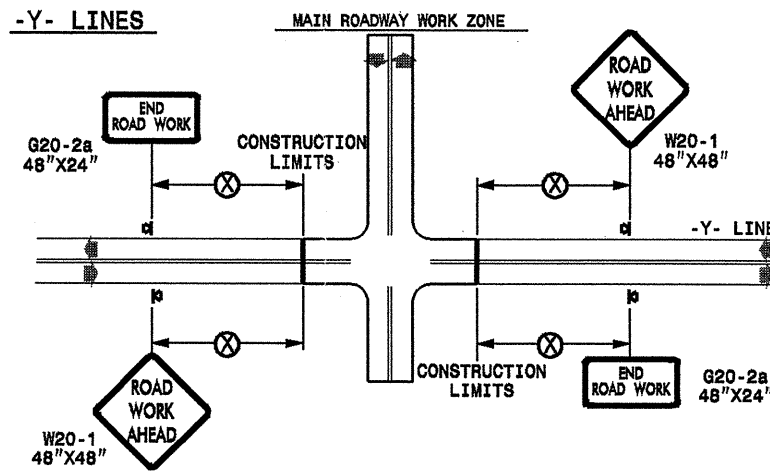 -Y- LINES
MAIN ROADWAY WORK ZONE
END
ROAD WORK
G20-2a
48"X24"
CONSTRUCTION
LIMITS
ROAD
WORK
AHEAD
W20-1
48"X48"
X
X
-Y- LINE
X
X
ROAD
WORK
AHEAD
W20-1
48"X48"
CONSTRUCTION
LIMITS
END
ROAD WORK
G20-2a
48"X24"